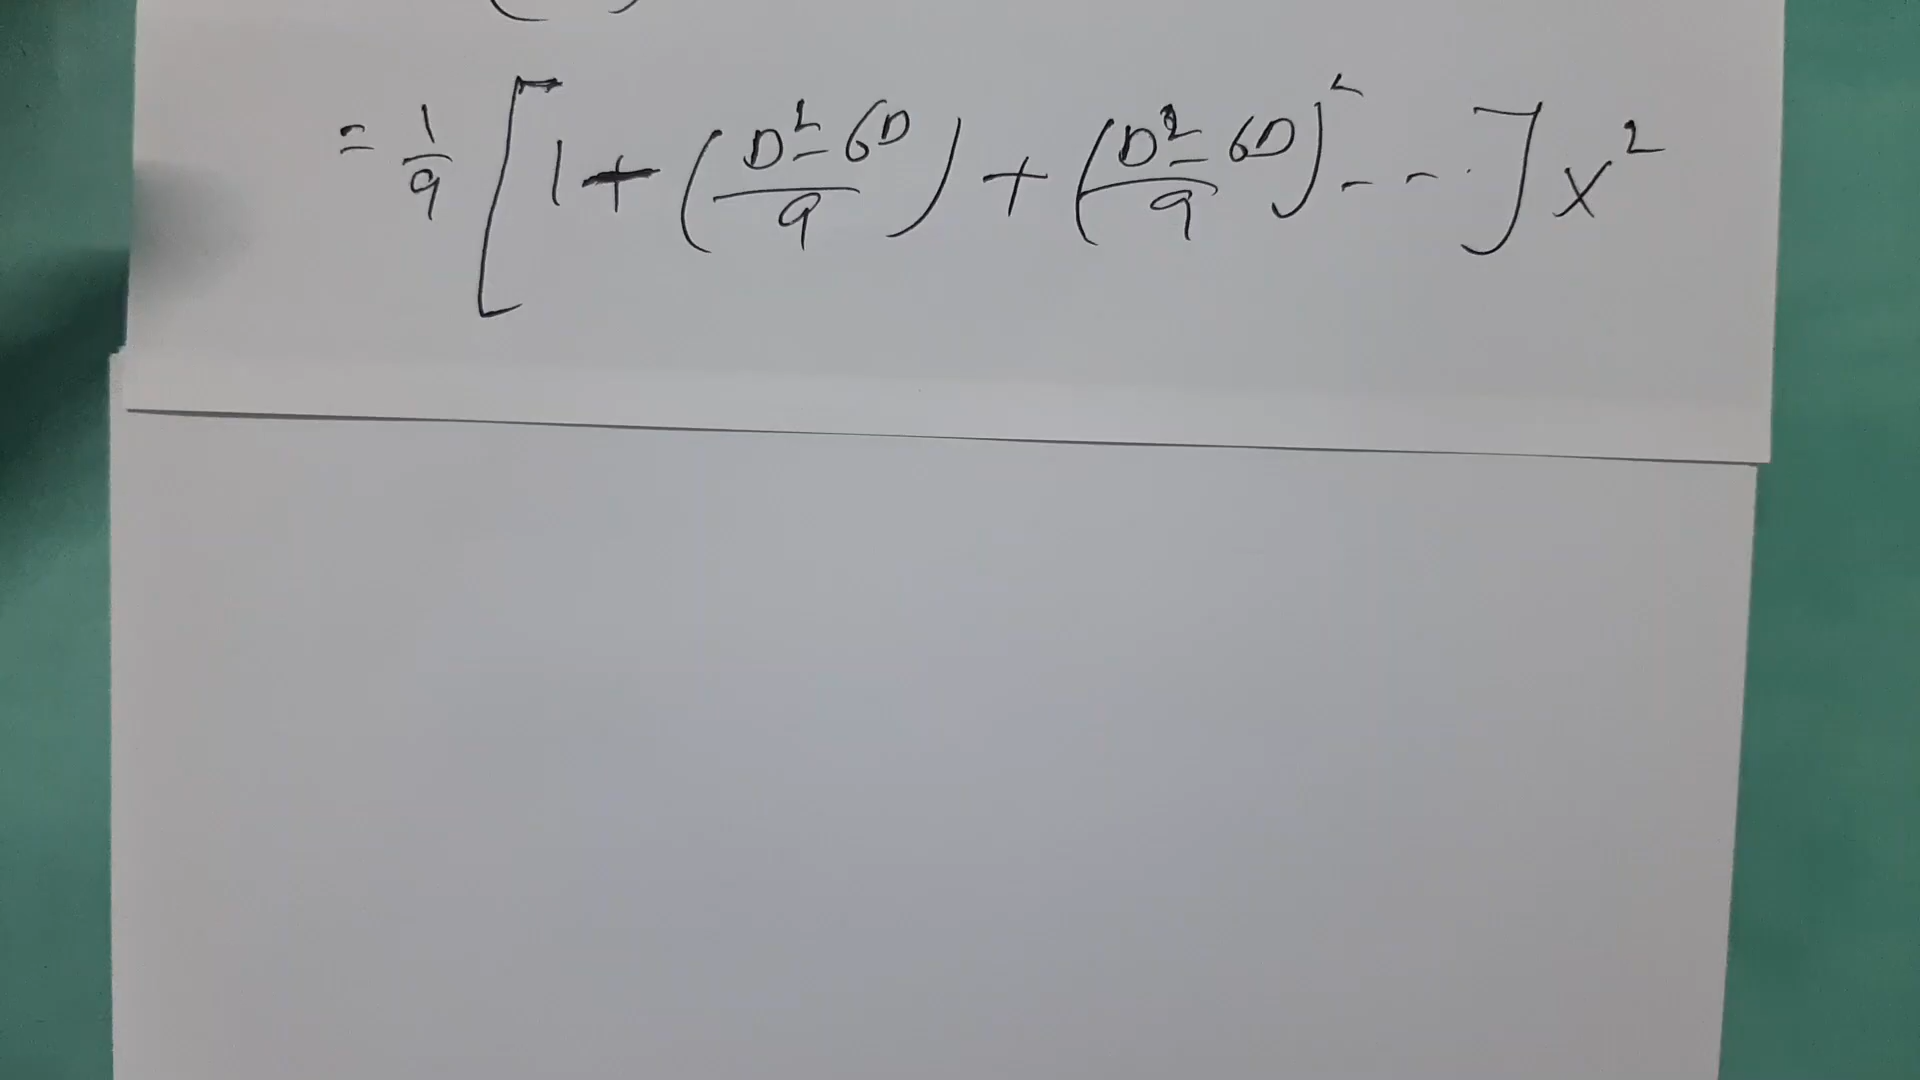 = 1/9 [ 1 + ( (D² - 6D)/9 ) + ( (D² - 6D)/9 )² - - - ] x²